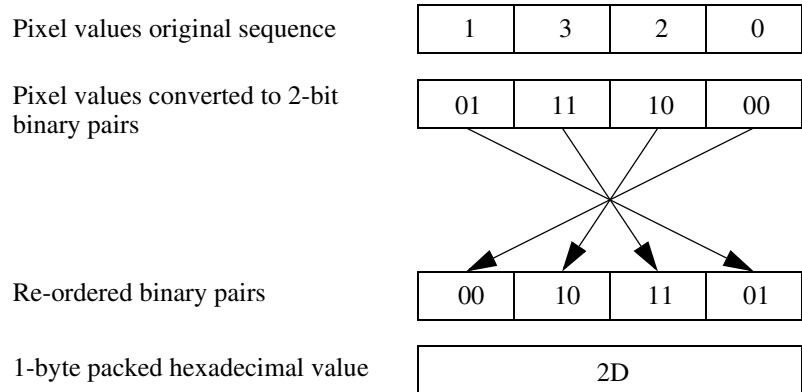 Pixel values original sequence 1 3 2 0
Pixel values converted to 2-bit
binary pairs 01 11 10 00
Re-ordered binary pairs 00 10 11 01
1-byte packed hexadecimal value 2D